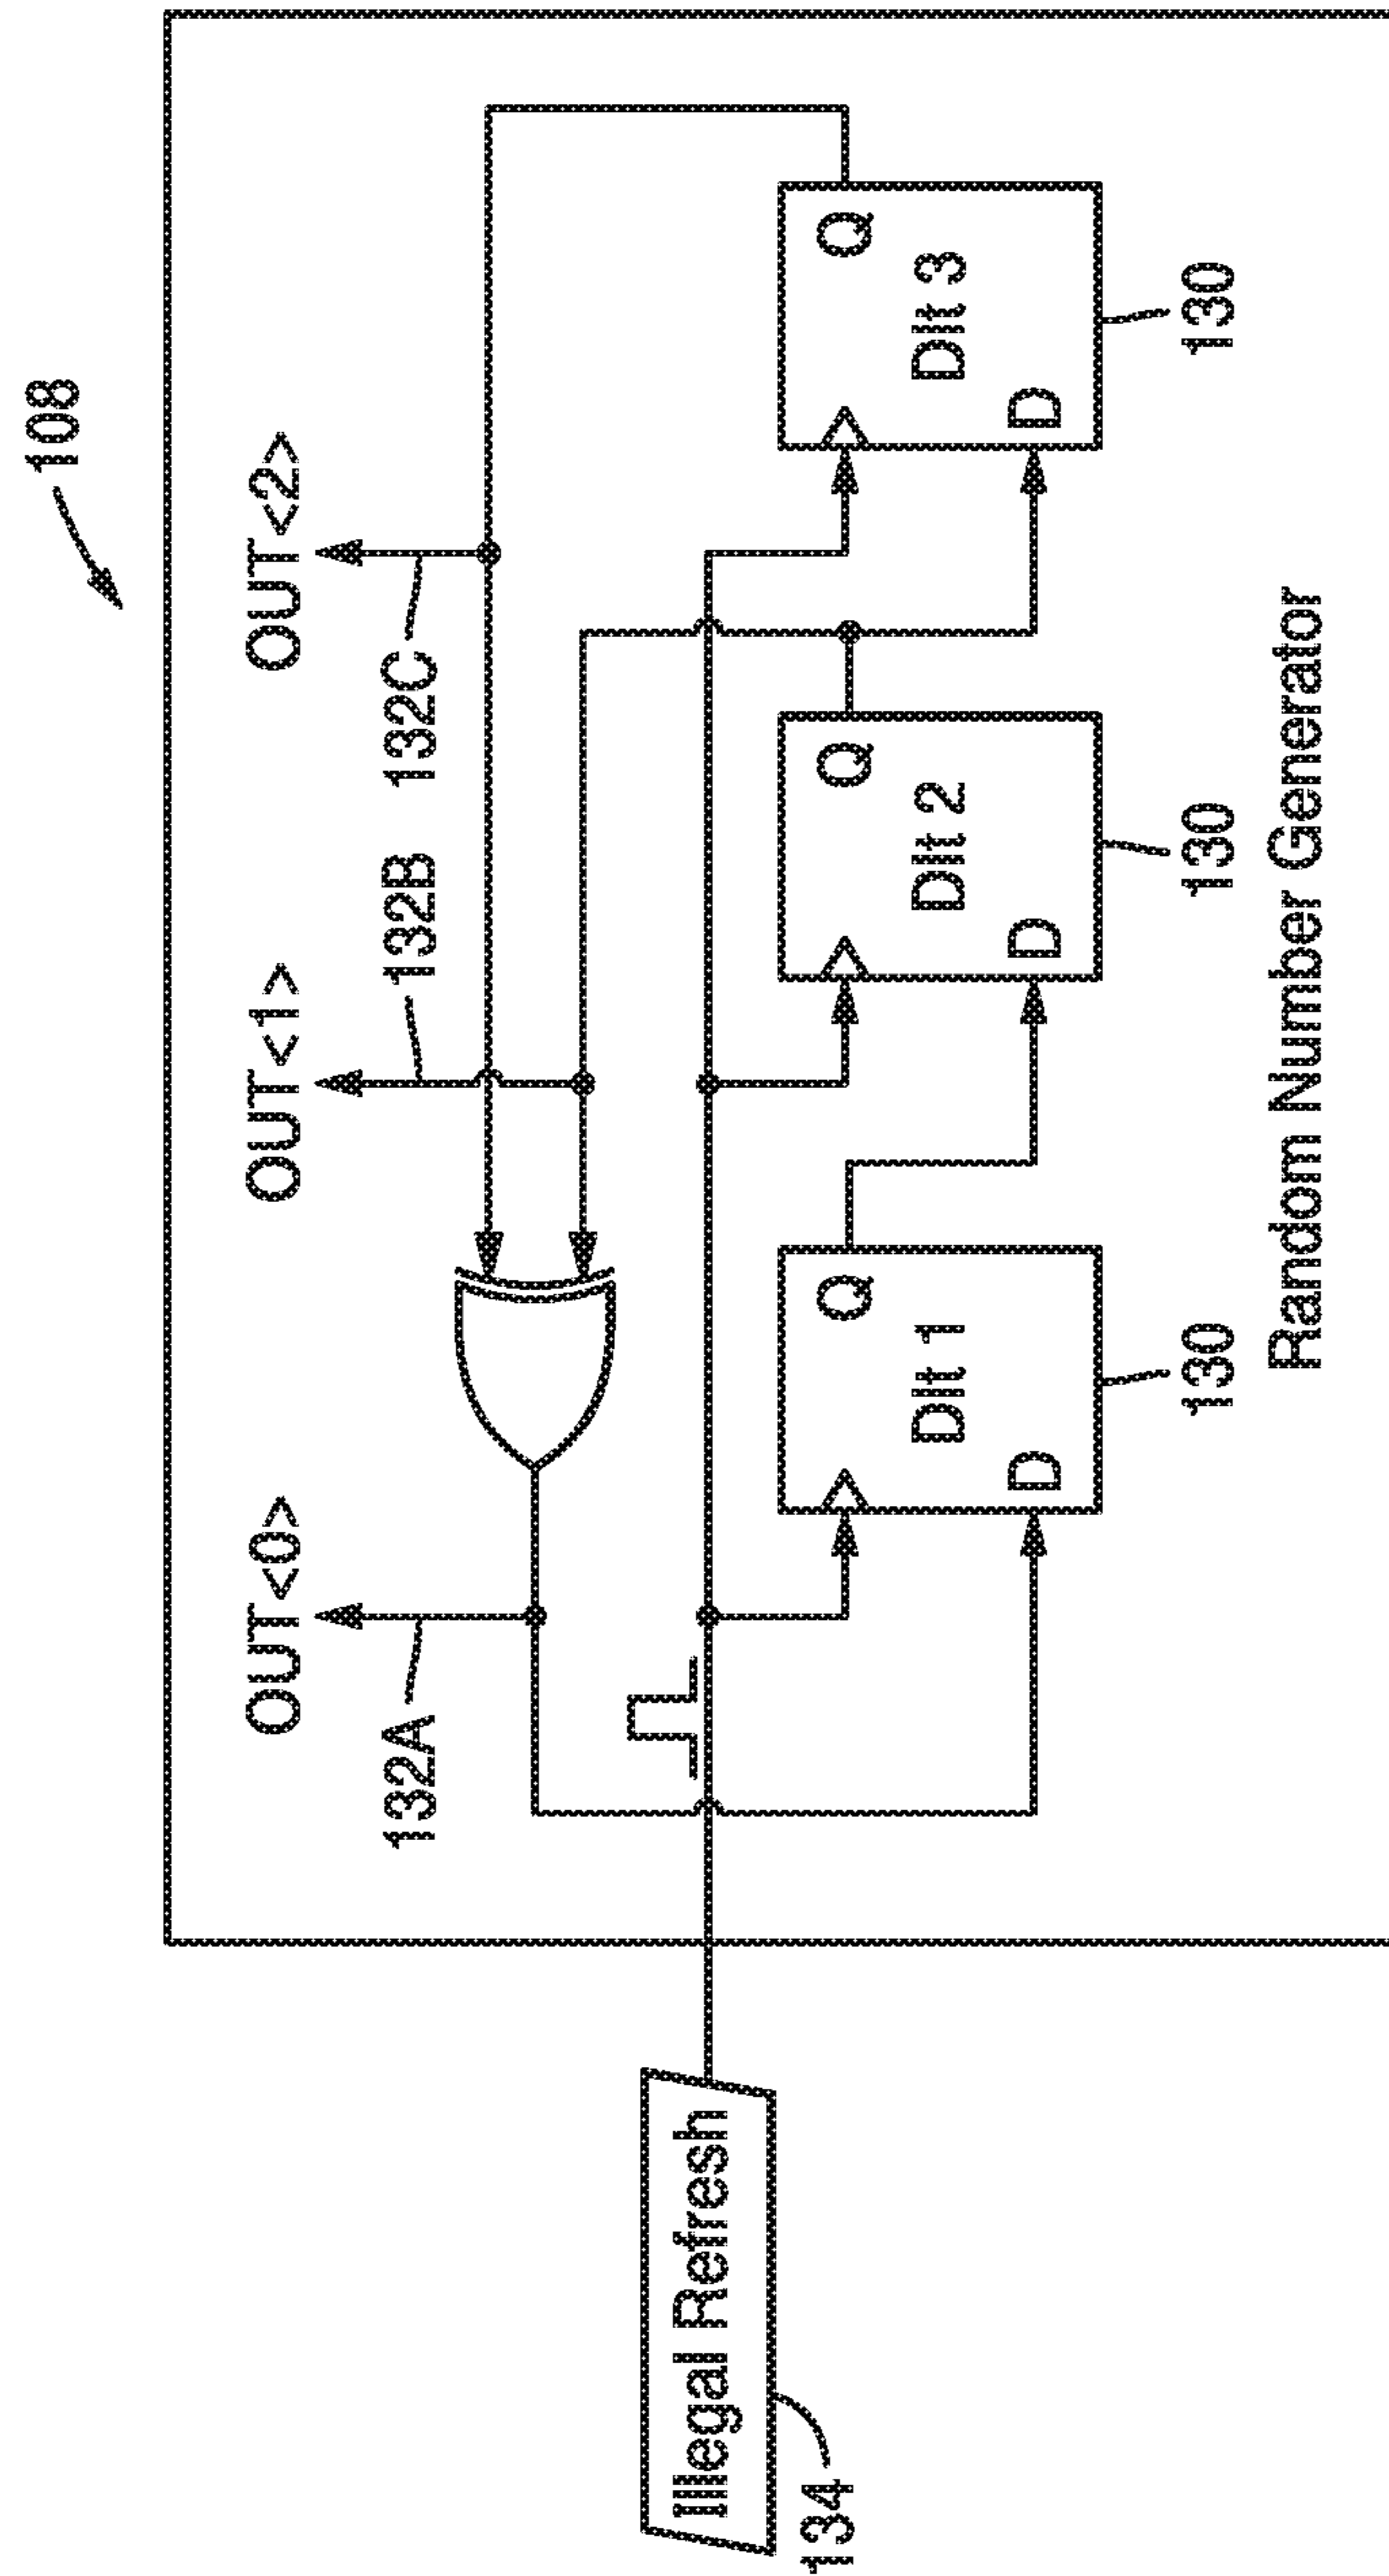 108
OUT<0>
OUT<1>
OUT<2>
132A
132B
132C
Illegal Refresh
134
Q
Q
Q
Dlt 1
Dlt 2
Dlt 3
D
D
D
130
130
130
Random Number Generator